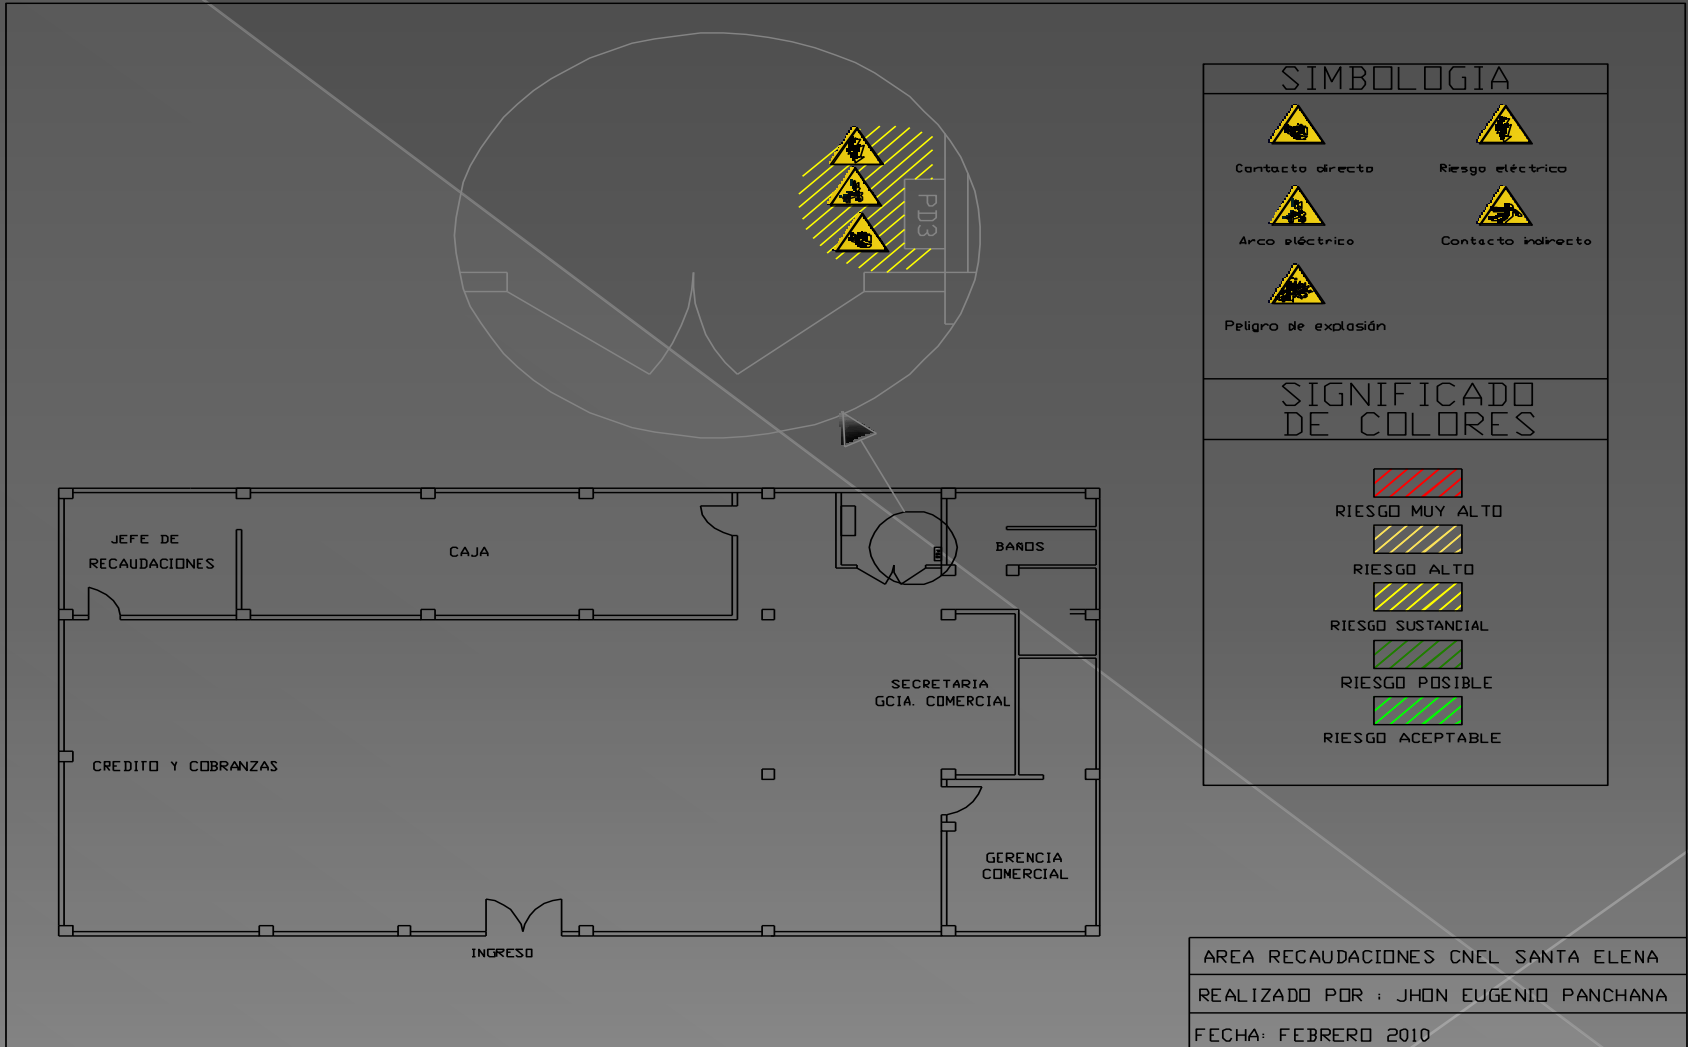 SIMBOLOGIA
Contacto directo
Riesgo eléctrico
Arco eléctrico
Contacto indirecto
Peligro de explosión
SIGNIFICADO
DE COLORES
RIESGO MUY ALTO
RIESGO ALTO
RIESGO SUSTANCIAL
RIESGO POSIBLE
RIESGO ACEPTABLE
PD3
JEFE DE
RECAUDACIONES
CAJA
BAÑOS
SECRETARIA
GCIA. COMERCIAL
CREDITO Y COBRANZAS
GERENCIA
COMERCIAL
INGRESO
AREA RECAUDACIONES CNEL SANTA ELENA
REALIZADO POR : JHON EUGENIO PANCHANA
FECHA: FEBRERO 2010